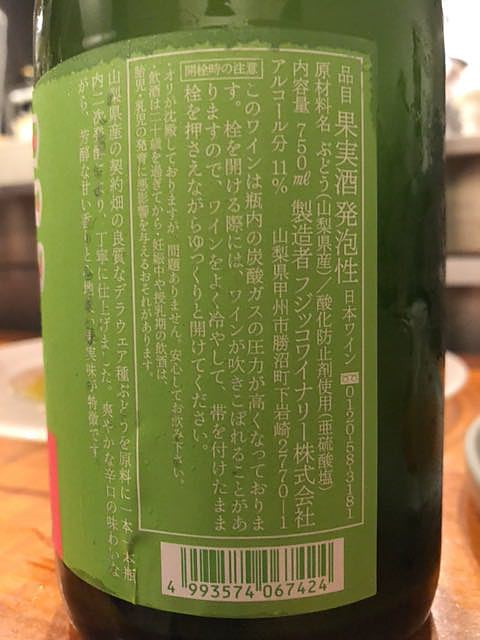 品目 果実酒 発泡性 日本ワイン 0120-58-3181
原材料名 ぶどう(山梨県産)/酸化防止剤使用(亜硫酸塩)
内容量 750㎖ 製造者 フジッコワイナリー株式会社
アルコール分 11% 山梨県甲州市勝沼町下岩崎2770-1
開栓時の注意
このワインは瓶内の炭酸ガスの圧力が高くなっておりま
す。栓を開ける際には、ワインが吹きこぼれることがあ
りますので、ワインをよく冷やして、帯を付けたまま
栓を押さえながらゆっくりと開けてください。
・オリが沈殿しておりますが、問題ありません。安心してお飲み下さい。
・飲酒は二十歳を過ぎてから。妊娠中や授乳期の飲酒は、
胎児・乳児の発育に悪影響を与えるおそれがあります。
山梨県産の契約畑の良質なデラウェア種ぶどうを原料に一本一本瓶
内二次発酵により、丁寧に仕上げました。爽やかな辛口の味わいな
がら、芳醇な甘い香りと 果実味が特徴です。
4 993574 067424